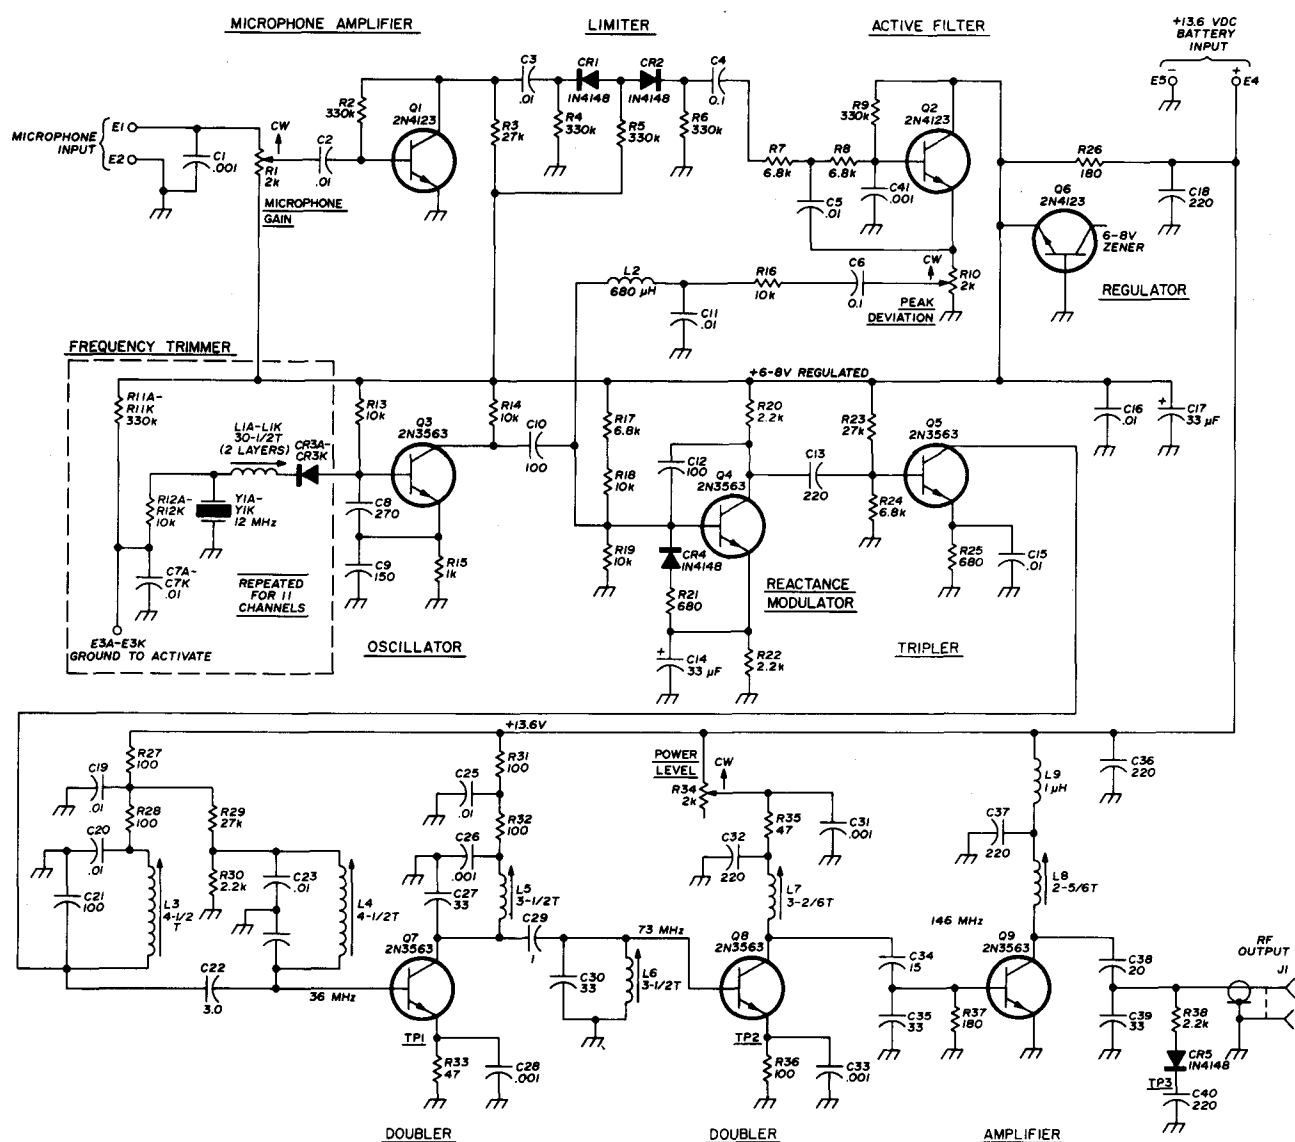 MICROPHONE AMPLIFIER
LIMITER
ACTIVE FILTER
+13.6 VDC
BATTERY
INPUT
E5
-
+
E4
MICROPHONE
INPUT
E1
E2
C1
.001
CW
R1
2k
MICROPHONE
GAIN
C2
.01
R2
330k
Q1
2N4123
R3
27k
C3
.01
R4
330k
CR1
1N4148
R5
330k
CR2
1N4148
R6
330k
C4
0.1
R7
6.8k
R8
6.8k
C5
.01
C41
.001
R9
330k
Q2
2N4123
R26
180
C18
220
Q6
2N4123
6-8V
ZENER
REGULATOR
L2
680 μH
C11
.01
R16
10k
C6
0.1
CW
R10
2k
PEAK
DEVIATION
FREQUENCY TRIMMER
+6-8V REGULATED
R11A-
R11K
330k
L1A-L1K
30-1/2T
(2 LAYERS)
CR3A-
CR3K
R12A-
R12K
10k
Y1A-
Y1K
12 MHz
C7A-
C7K
.01
REPEATED
FOR 11
CHANNELS
E3A-E3K
GROUND TO ACTIVATE
R13
10k
Q3
2N3563
C8
270
C9
150
R15
1k
OSCILLATOR
R14
10k
C10
100
R17
6.8k
R18
10k
R19
10k
C12
100
R20
2.2k
Q4
2N3563
CR4
1N4148
R21
680
+
C14
33 μF
R22
2.2k
REACTANCE
MODULATOR
C13
220
R23
27k
R24
6.8k
Q5
2N3563
R25
680
C15
.01
TRIPLER
C16
.01
+
C17
33 μF
+13.6V
R27
100
C19
.01
R28
100
C20
.01
C21
100
L3
4-1/2
T
R29
27k
R30
2.2k
C23
.01
L4
4-1/2T
C22
3.0
36 MHz
Q7
2N3563
TP1
R33
47
C28
.001
DOUBLER
R31
100
C25
.01
R32
100
C26
.001
C27
33
L5
3-1/2T
C29
1
C30
33
L6
3-1/2T
73 MHz
POWER
LEVEL
CW
R34
2k
R35
47
C31
.001
C32
220
L7
3-2/6T
Q8
2N3563
TP2
R36
100
C33
.001
DOUBLER
C34
15
C35
33
R37
180
146 MHz
L9
1 μH
C36
220
C37
220
L8
2-5/6T
Q9
2N3563
AMPLIFIER
C38
20
C39
33
R38
2.2k
CR5
1N4148
TP3
C40
220
RF
OUTPUT
J1